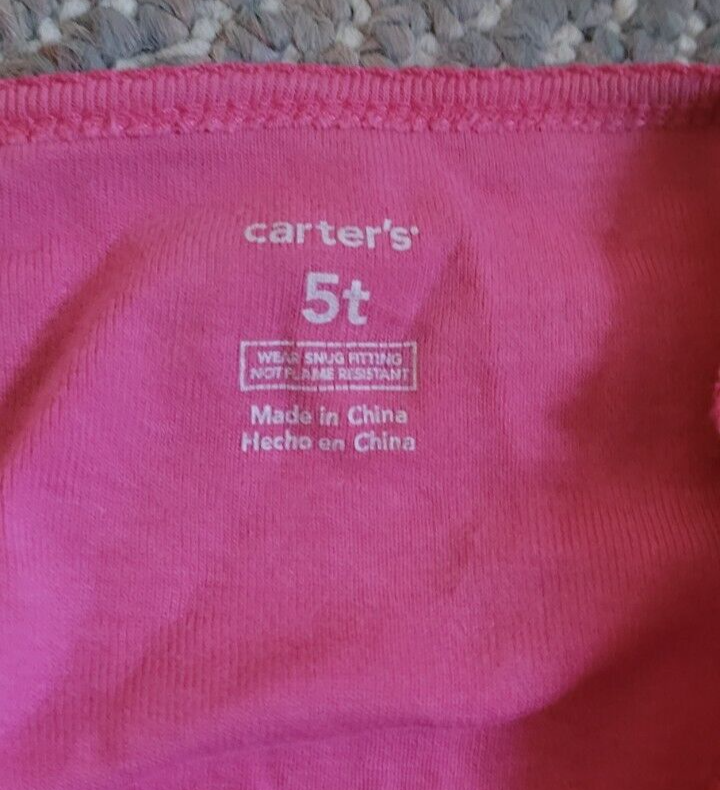 carter's
5t
WEAR SNUG FITTING
NOT FLAME RESISTANT
Made in China
Hecho en China